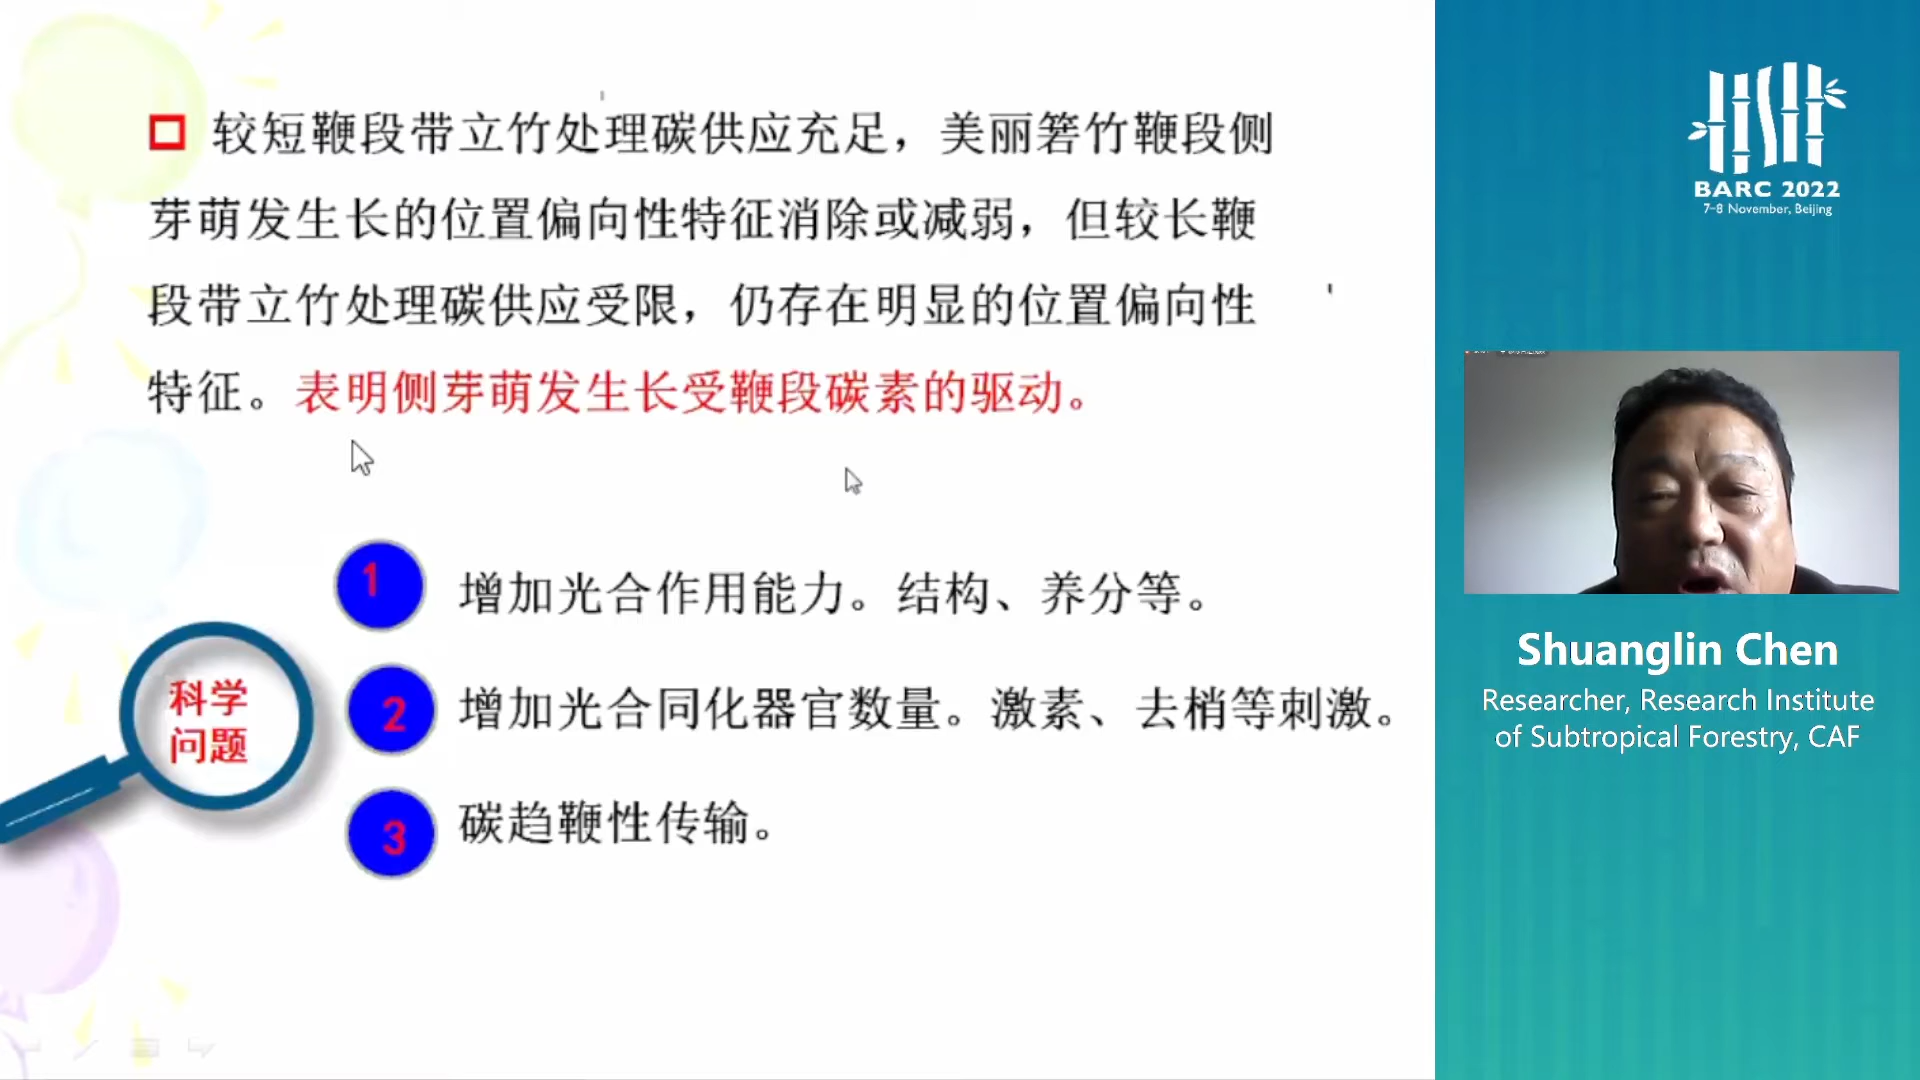 较短鞭段带立竹处理碳供应充足，美丽箬竹鞭段侧
芽萌发生长的位置偏向性特征消除或减弱，但较长鞭
段带立竹处理碳供应受限，仍存在明显的位置偏向性
特征。表明侧芽萌发生长受鞭段碳素的驱动。
科学
问题
1 增加光合作用能力。结构、养分等。
2 增加光合同化器官数量。激素、去梢等刺激。
3 碳趋鞭性传输。
BARC 2022
7-8 November, Beijing
Shuanglin Chen
Researcher, Research Institute
of Subtropical Forestry, CAF